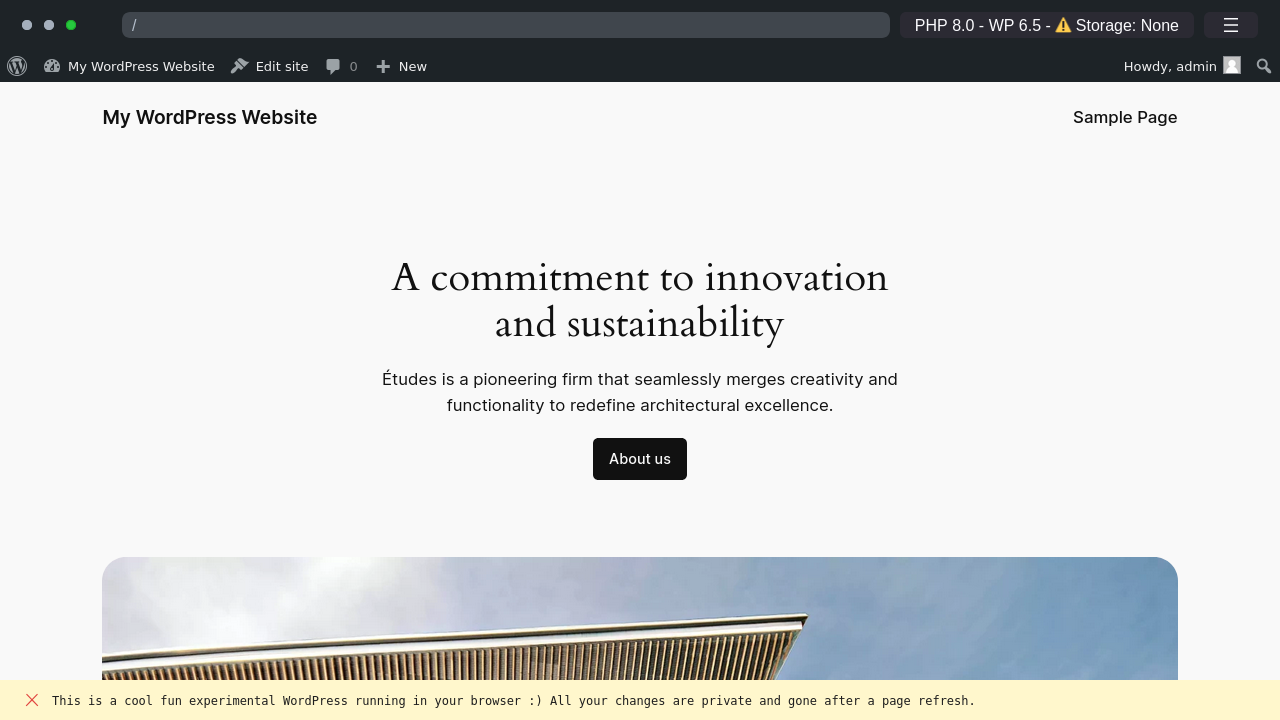 /
PHP 8.0 - WP 6.5 - ⚠️ Storage: None
My WordPress Website
Edit site
0
New
Howdy, admin
My WordPress Website
Sample Page
A commitment to innovation
and sustainability
Études is a pioneering firm that seamlessly merges creativity and
functionality to redefine architectural excellence.
About us
This is a cool fun experimental WordPress running in your browser :) All your changes are private and gone after a page refresh.